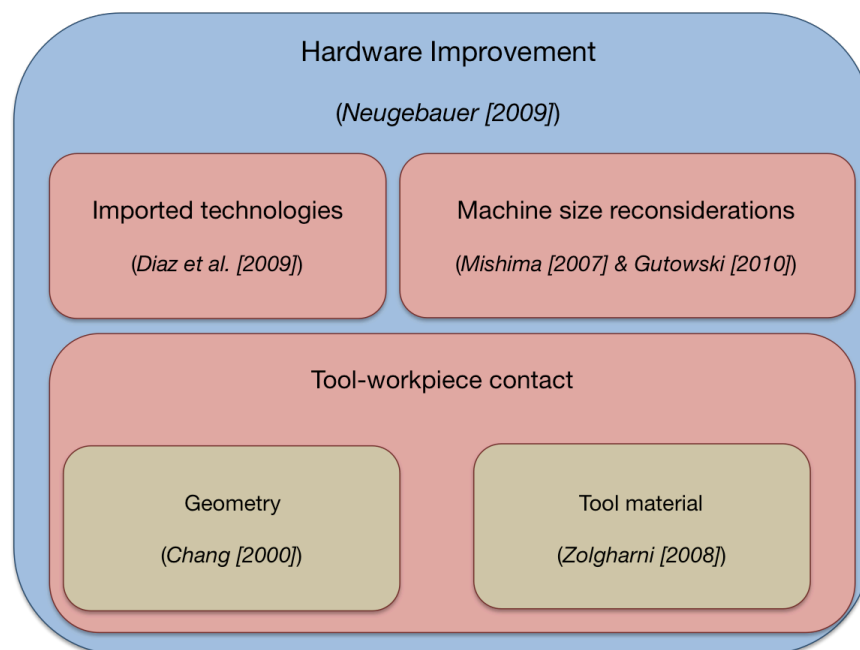 Hardware Improvement
(Neugebauer [2009])
Imported technologies
(Diaz et al. [2009])
Machine size reconsiderations
(Mishima [2007] & Gutowski [2010])
Tool-workpiece contact
Geometry
(Chang [2000])
Tool material
(Zolgharni [2008])